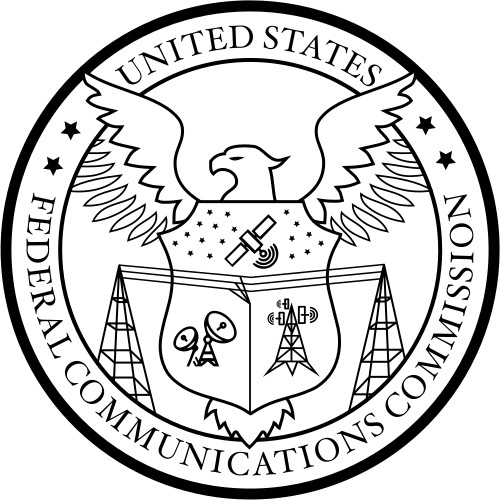 UNITED STATES
FEDERAL COMMUNICATIONS COMMISSION